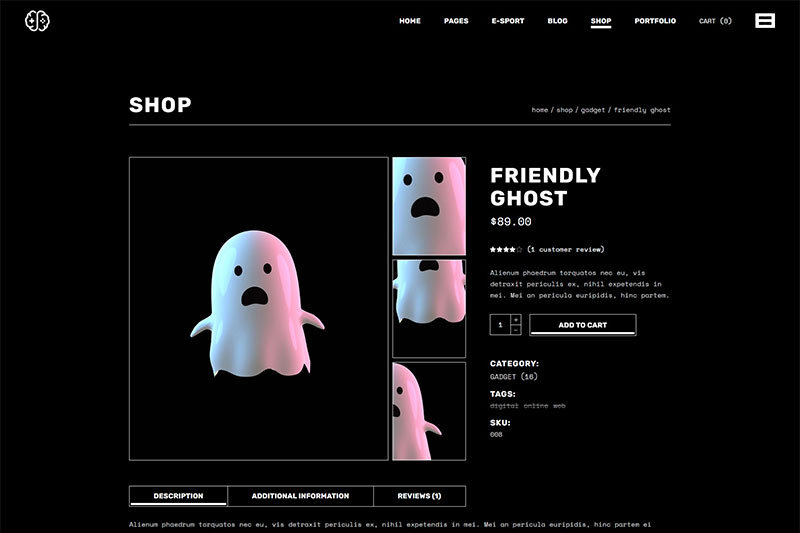 HOME PAGES E-SPORT BLOG SHOP PORTFOLIO CART (0)
SHOP
home / shop / gadget / friendly ghost
FRIENDLY
GHOST
$89.00
(1 customer review)
Alienum phaedrum torquatos nec eu, vis
detraxit periculis ex, nihil expetendis in
mei. Mei an pericula euripidis, hinc partem.
1 + -
ADD TO CART
CATEGORY:
GADGET (16)
TAGS:
digital online web
SKU:
008
DESCRIPTION ADDITIONAL INFORMATION REVIEWS (1)
Alienum phaedrum torquatos nec eu, vis detraxit periculis ex, nihil expetendis in mei. Mei an pericula euripidis, hinc partem ei